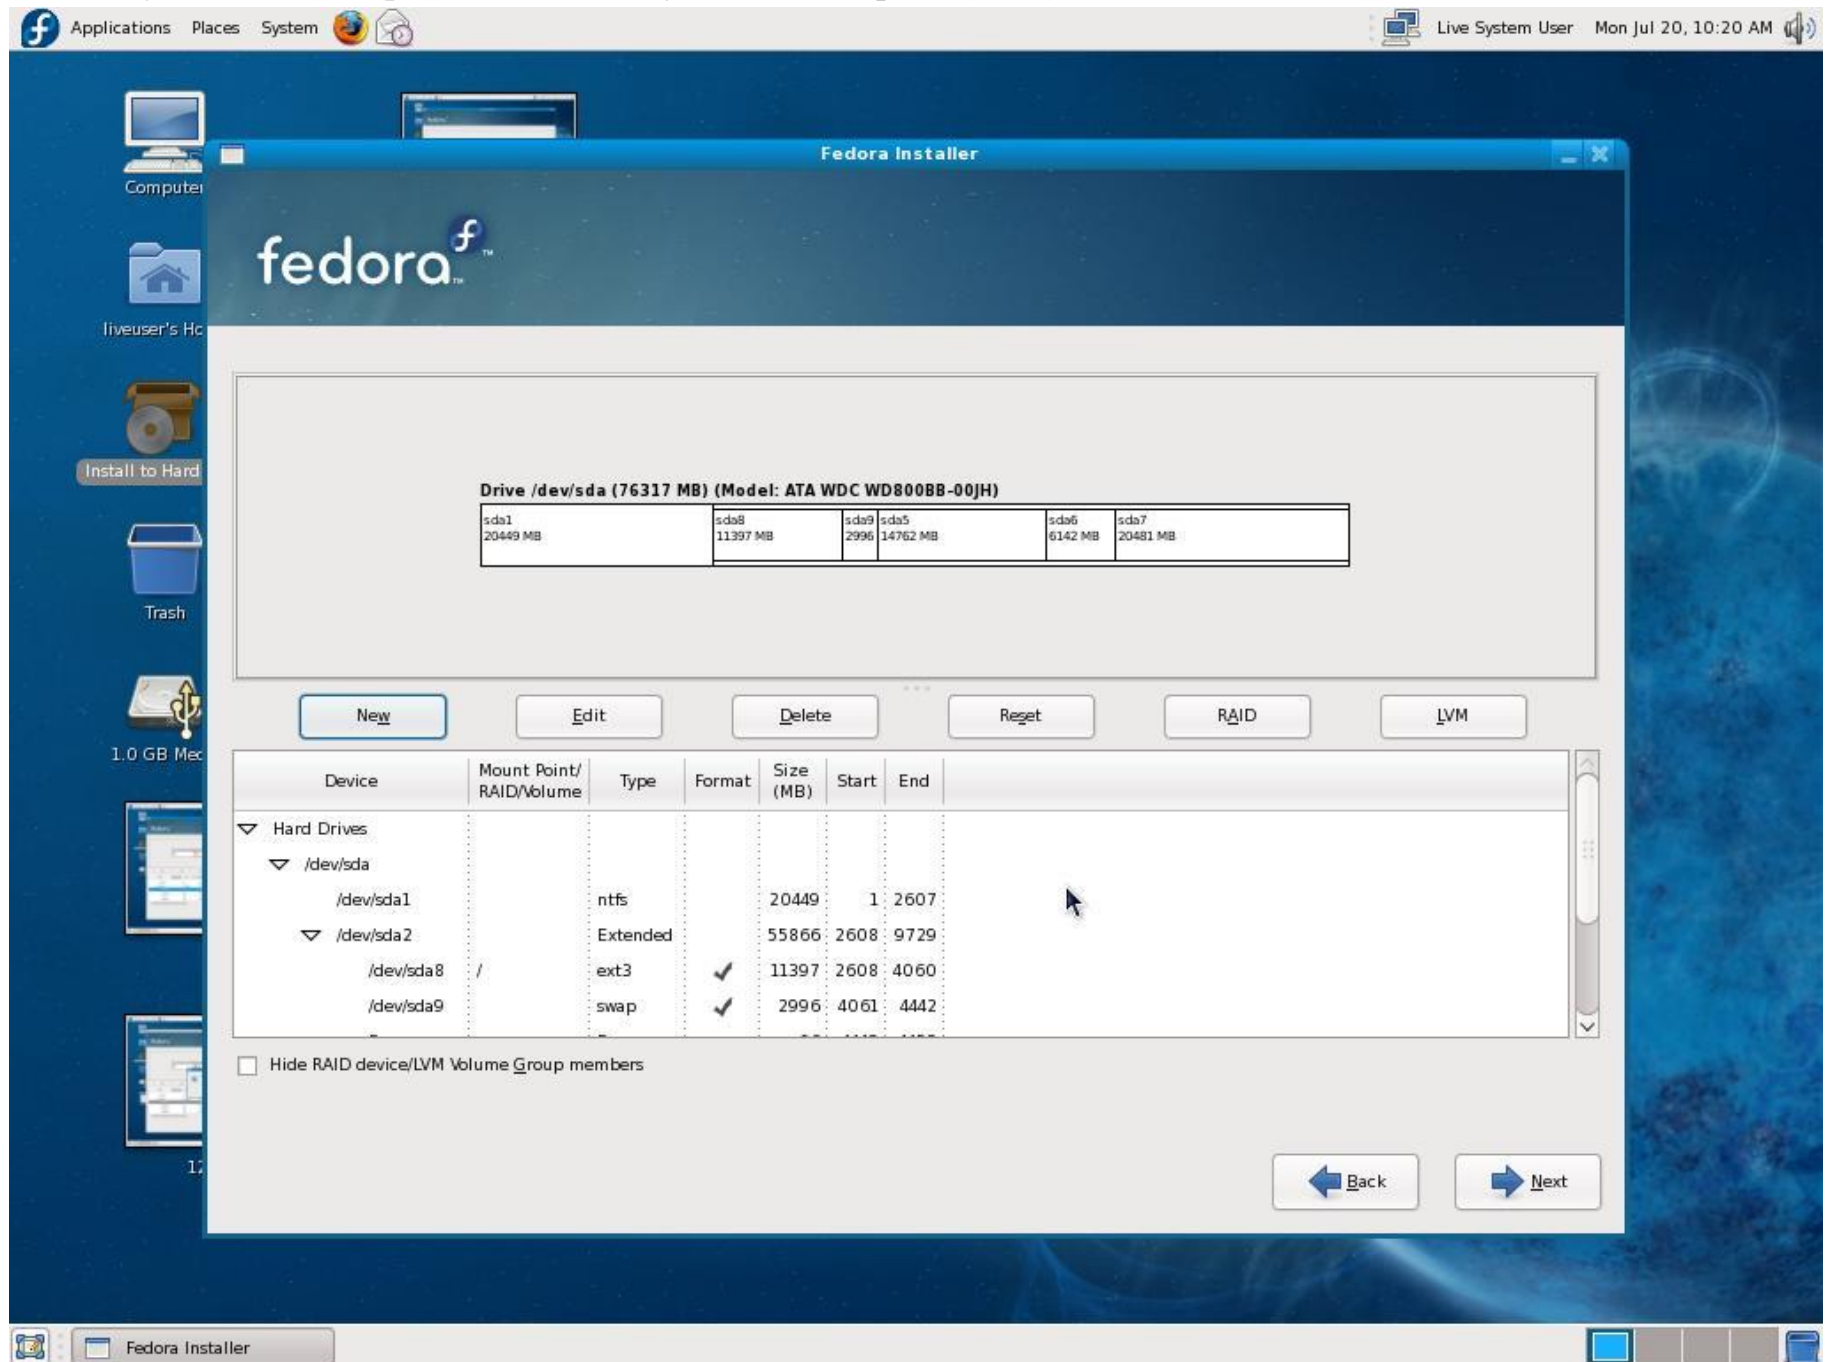 Applications Places System
Live System User Mon Jul 20, 10:20 AM
Computer
Fedora Installer
fedora
liveuser's Ho
Install to Hard
Trash
1.0 GB Med
12
Drive /dev/sda (76317 MB) (Model: ATA WDC WD800BB-00JH)
sda1 sda8 sda9 sda5 sda6 sda7
20449 MB 11397 MB 2996 14762 MB 6142 MB 20481 MB
New Edit Delete Reset RAID LVM
Device Mount Point/ RAID/Volume Type Format Size (MB) Start End
Hard Drives
/dev/sda
/dev/sda1 ntfs 20449 1 2607
/dev/sda2 Extended 55866 2608 9729
/dev/sda8 / ext3 11397 2608 4060
/dev/sda9 swap 2996 4061 4442
Hide RAID device/LVM Volume Group members
Back Next
Fedora Installer